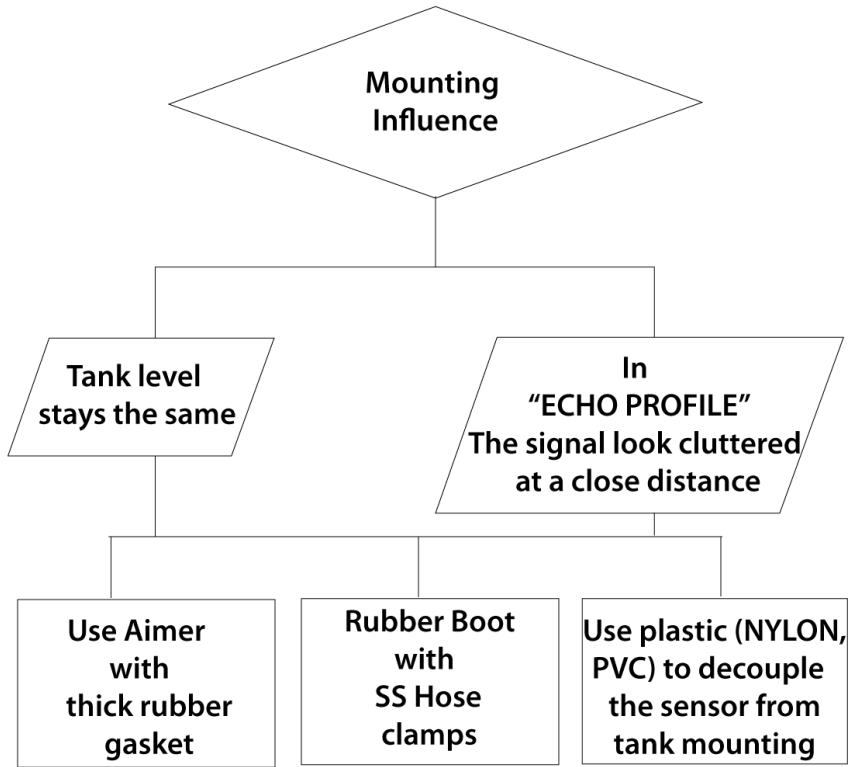 Mounting
Influence
Tank level
stays the same
In
“ECHO PROFILE”
The signal look cluttered
at a close distance
Use Aimer
with
thick rubber
gasket
Rubber Boot
with
SS Hose
clamps
Use plastic (NYLON,
PVC) to decouple
the sensor from
tank mounting